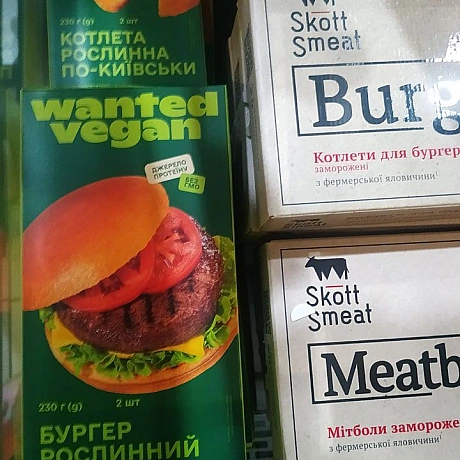 230 г (g)
2 шт
КОТЛЕТА
РОСЛИННА
ПО-КИЇВСЬКИ
wanted
vegan
ДЖЕРЕЛО
ПРОТЕЇНУ
БЕЗ
ГМО
230 г (g)
2 шт
БУРГЕР
РОСЛИННИЙ
Skott
Smeat
Burg
Котлети для бургер
заморожені
з фермерської яловичини
Skott
Smeat
Meatb
Мітболи замороже
з фермерської яловичини